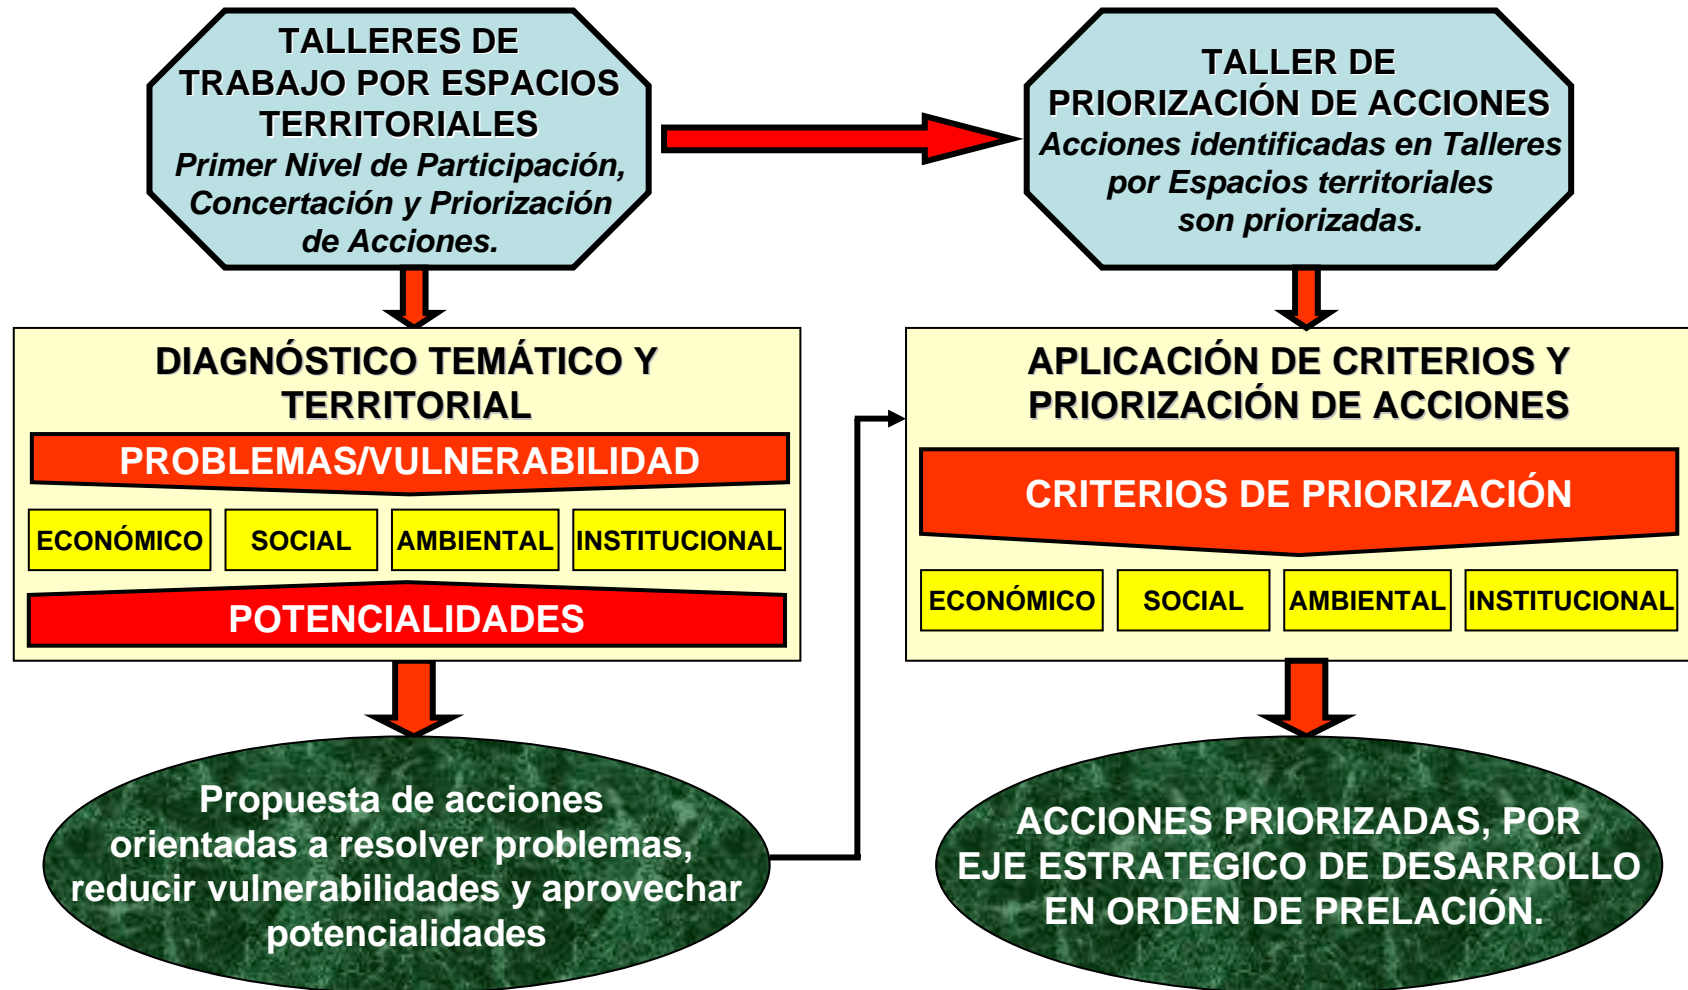 TALLERES DE
TRABAJO POR ESPACIOS
TERRITORIALES
Primer Nivel de Participación,
Concertación y Priorización
de Acciones.
TALLER DE
PRIORIZACIÓN DE ACCIONES
Acciones identificadas en Talleres
por Espacios territoriales
son priorizadas.
DIAGNÓSTICO TEMÁTICO Y
TERRITORIAL
PROBLEMAS/VULNERABILIDAD
ECONÓMICO
SOCIAL
AMBIENTAL
INSTITUCIONAL
POTENCIALIDADES
APLICACIÓN DE CRITERIOS Y
PRIORIZACIÓN DE ACCIONES
CRITERIOS DE PRIORIZACIÓN
ECONÓMICO
SOCIAL
AMBIENTAL
INSTITUCIONAL
Propuesta de acciones
orientadas a resolver problemas,
reducir vulnerabilidades y aprovechar
potencialidades
ACCIONES PRIORIZADAS, POR
EJE ESTRATEGICO DE DESARROLLO
EN ORDEN DE PRELACIÓN.